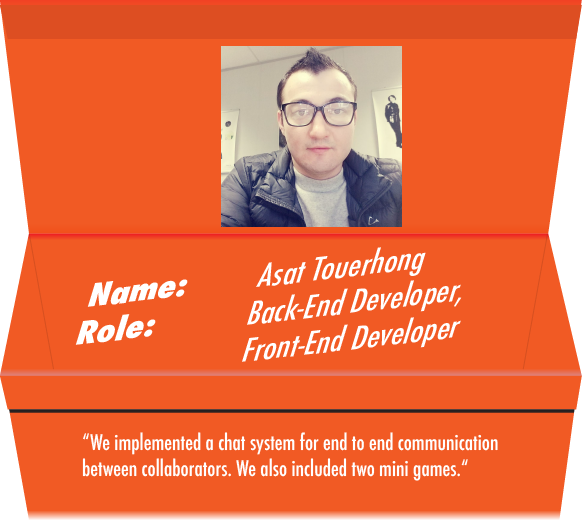 Name:
Asat Touerhong
Role:
Back-End Developer,
Front-End Developer
“We implemented a chat system for end to end communication
between collaborators. We also included two mini games.“